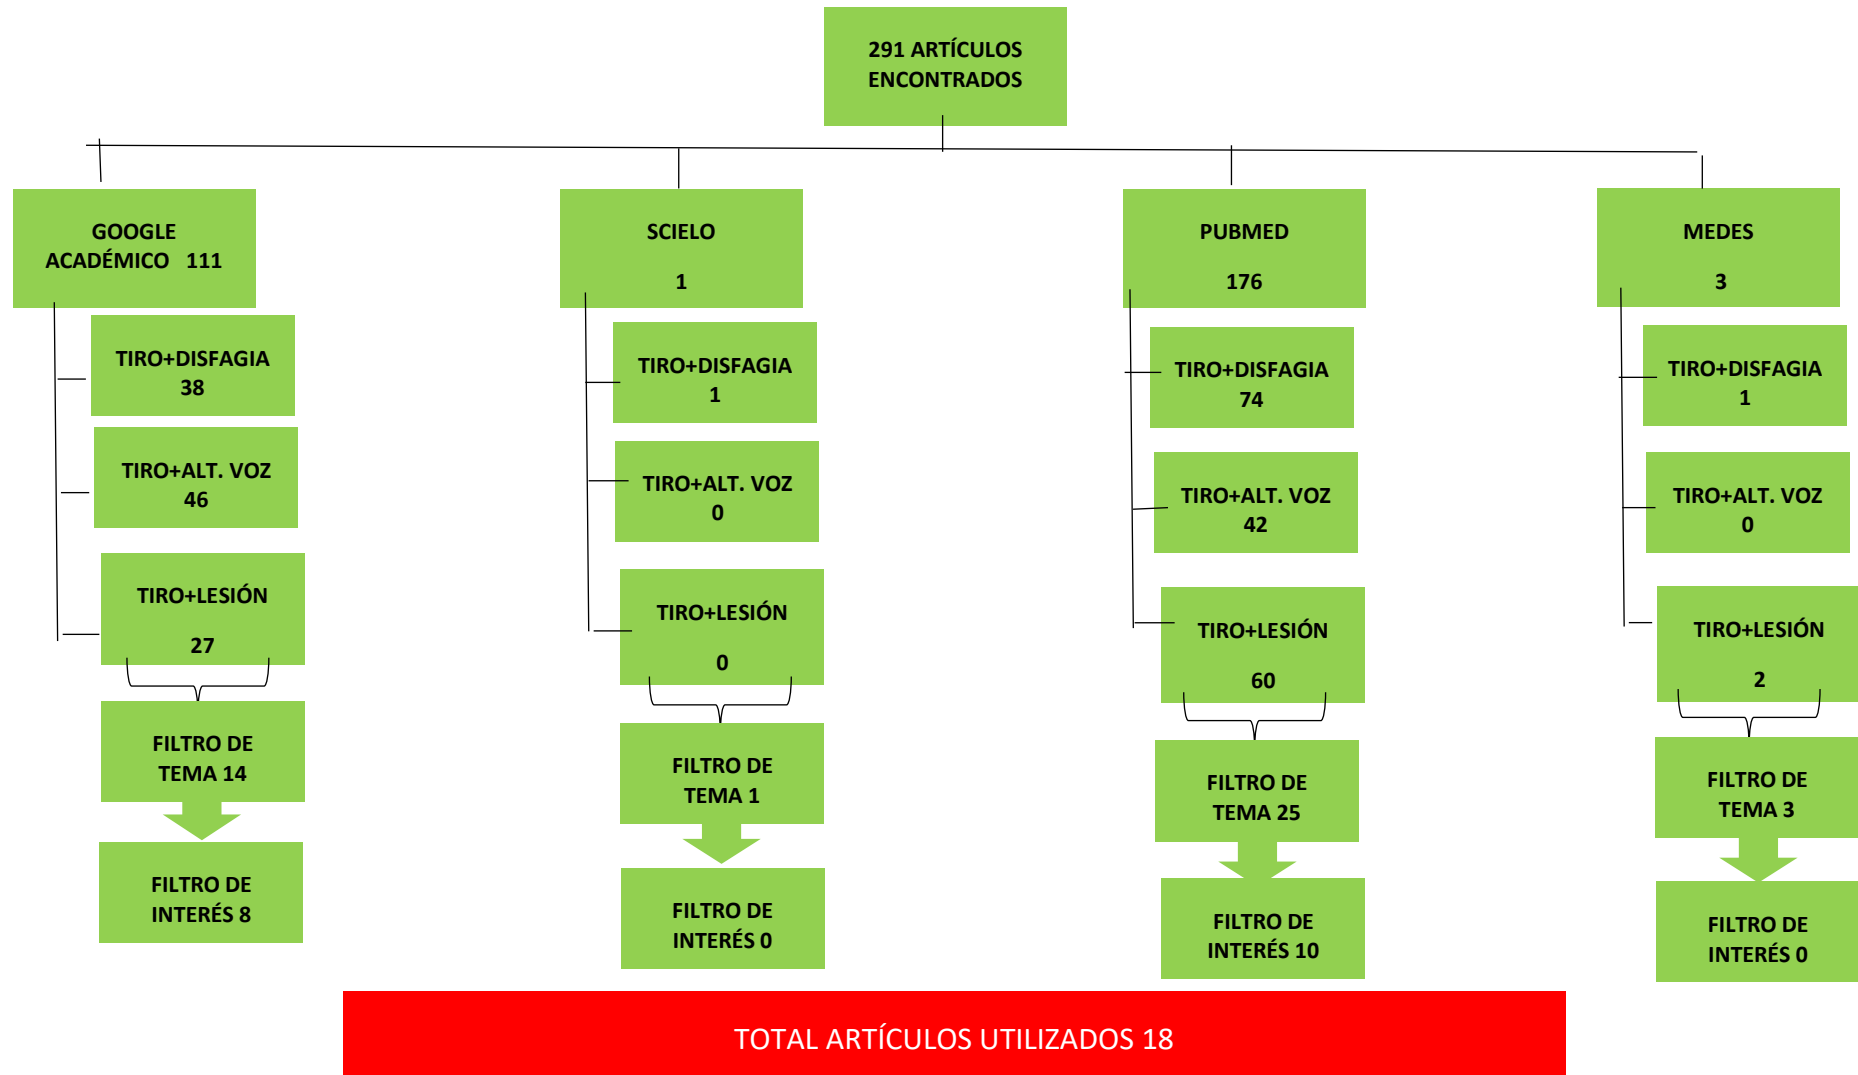 291 ARTÍCULOS
ENCONTRADOS
GOOGLE
ACADÉMICO 111
TIRO+DISFAGIA
38
TIRO+ALT. VOZ
46
TIRO+LESIÓN
27
FILTRO DE
TEMA 14
FILTRO DE
INTERÉS 8
SCIELO
1
TIRO+DISFAGIA
1
TIRO+ALT. VOZ
0
TIRO+LESIÓN
0
FILTRO DE
TEMA 1
FILTRO DE
INTERÉS 0
PUBMED
176
TIRO+DISFAGIA
74
TIRO+ALT. VOZ
42
TIRO+LESIÓN
60
FILTRO DE
TEMA 25
FILTRO DE
INTERÉS 10
MEDES
3
TIRO+DISFAGIA
1
TIRO+ALT. VOZ
0
TIRO+LESIÓN
2
FILTRO DE
TEMA 3
FILTRO DE
INTERÉS 0
TOTAL ARTÍCULOS UTILIZADOS 18